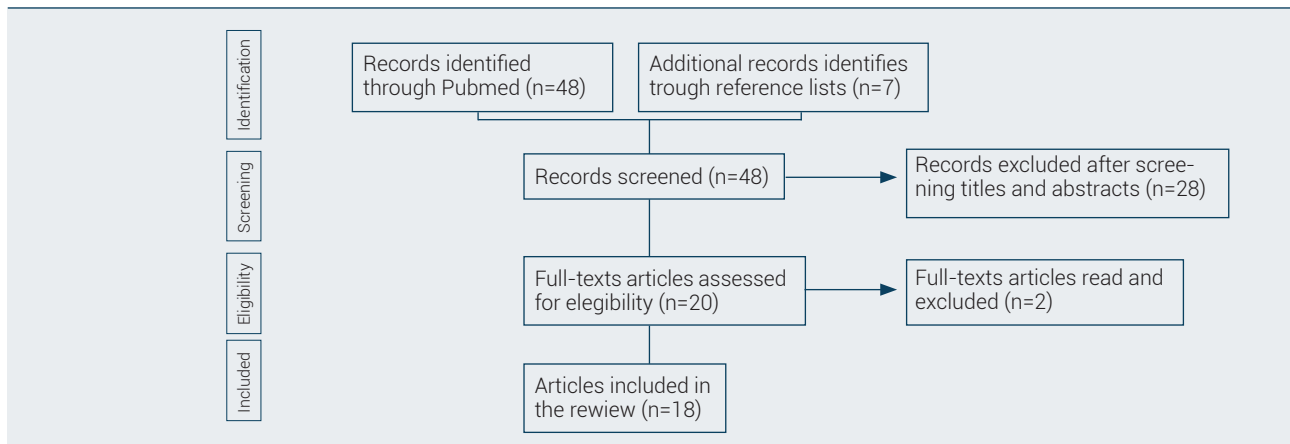 Identification
Records identified
through Pubmed (n=48)
Additional records identifies
trough reference lists (n=7)
Screening
Records screened (n=48)
Records excluded after scree-
ning titles and abstracts (n=28)
Eligibility
Full-texts articles assessed
for elegibility (n=20)
Full-texts articles read and
excluded (n=2)
Included
Articles included in
the rewiew (n=18)